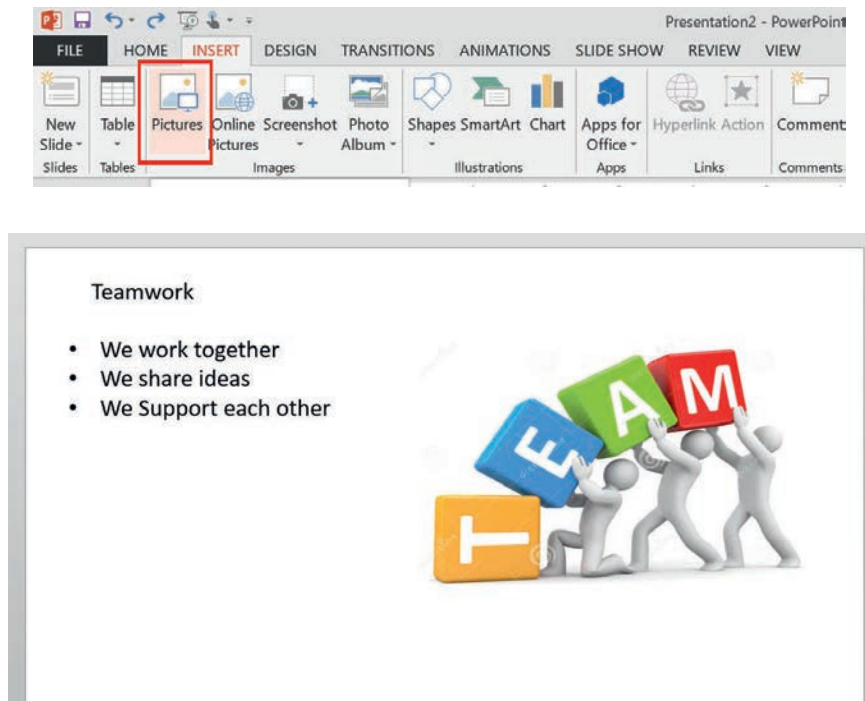 Presentation2 - PowerPoint
FILE HOME INSERT DESIGN TRANSITIONS ANIMATIONS SLIDE SHOW REVIEW VIEW
New Slide Table Pictures Online Pictures Screenshot Photo Album Shapes SmartArt Chart Apps for Office Hyperlink Action Comment
Slides Tables Images Illustrations Apps Links Comments
Teamwork
• We work together
• We share ideas
• We Support each other
TEAM